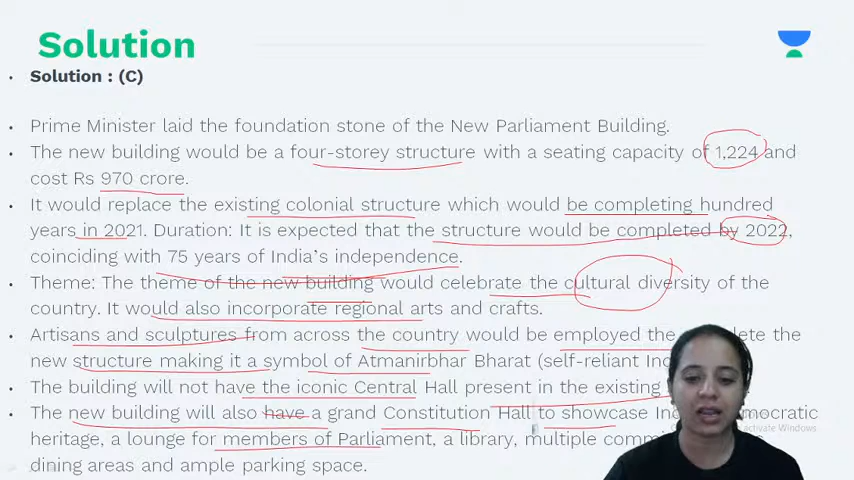 Solution
• Solution : (C)
• Prime Minister laid the foundation stone of the New Parliament Building.
• The new building would be a four-storey structure with a seating capacity of 1,224 and
cost Rs 970 crore.
• It would replace the existing colonial structure which would be completing hundred
years in 2021. Duration: It is expected that the structure would be completed by 2022,
coinciding with 75 years of India's independence.
• Theme: The theme of the new building would celebrate the cultural diversity of the
country. It would also incorporate regional arts and crafts.
• Artisans and sculptures from across the country would be employed the the
new structure making it a symbol of Atmanirbhar Bharat (self-reliant
• The building will not have the iconic Central Hall present in the existing
• The new building will also have a grand Constitution Hall to showcase
heritage, a lounge for members of Parliament, a library, multiple
dining areas and ample parking space.
activate Windows